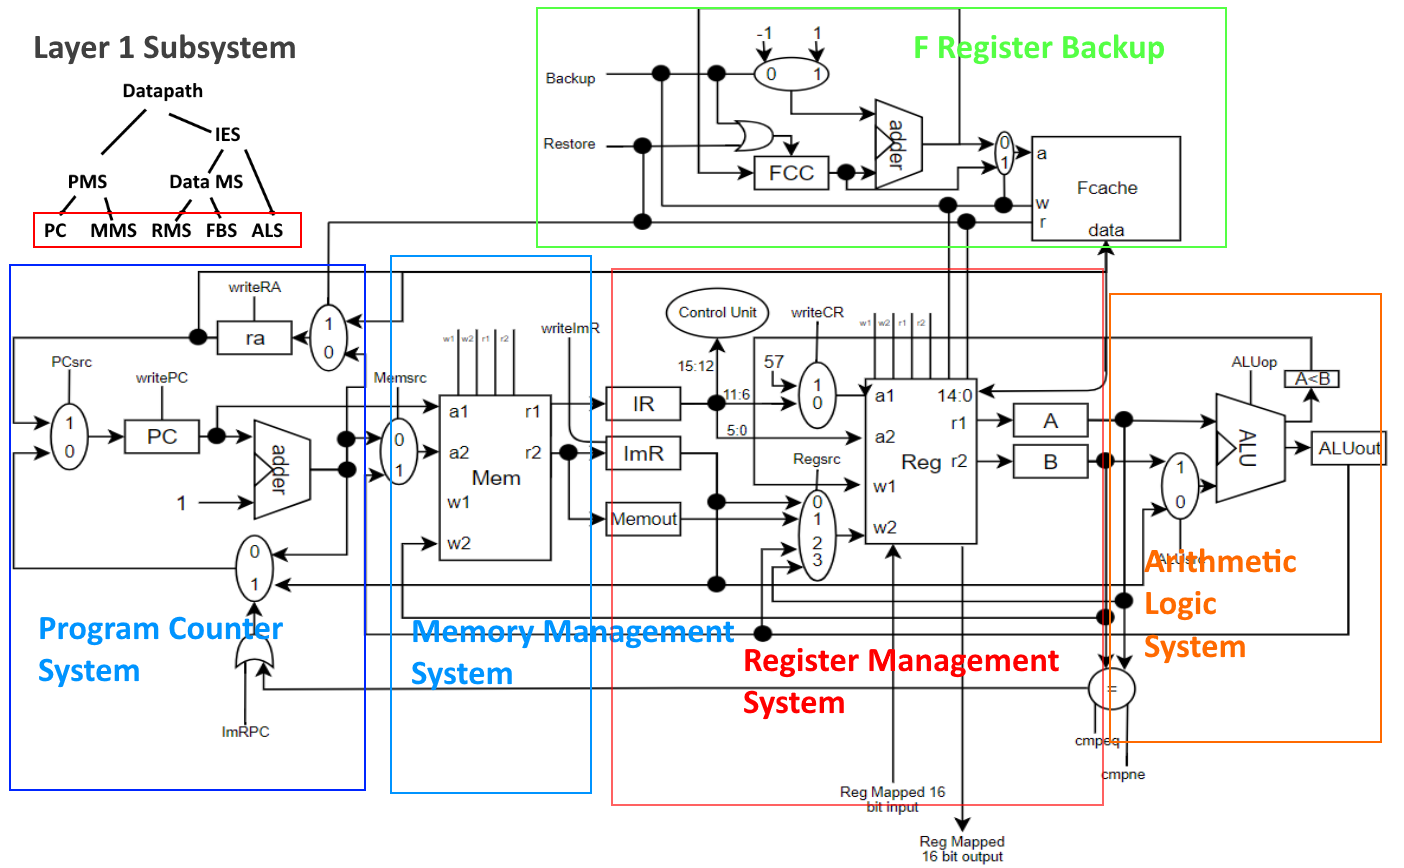 Layer 1 Subsystem
Datapath
IES
PMS
Data MS
PC
MMS
RMS
FBS
ALS
F Register Backup
-1
1
Backup
0
1
Restore
FCC
adder
0
1
a
Fcache
w
r
data
writeRA
ra
1
0
PCsrc
writePC
1
0
PC
adder
1
0
1
ImRPC
Program Counter
System
Memsrc
0
1
w1
w2
r1
r2
a1
r1
a2
r2
Mem
w1
w2
writeImR
IR
ImR
Memout
Memory Management
System
Control Unit
15:12
11:6
5:0
57
writeCR
1
0
Regsrc
0
1
2
3
w1
w2
r1
r2
a1
14:0
r1
a2
Reg
r2
w1
w2
A
B
Register Management
System
Reg Mapped 16
bit input
Reg Mapped
16 bit output
ALUop
A<B
ALU
ALUout
1
0
Arithmetic
Logic
System
=
cmpeq
cmpne